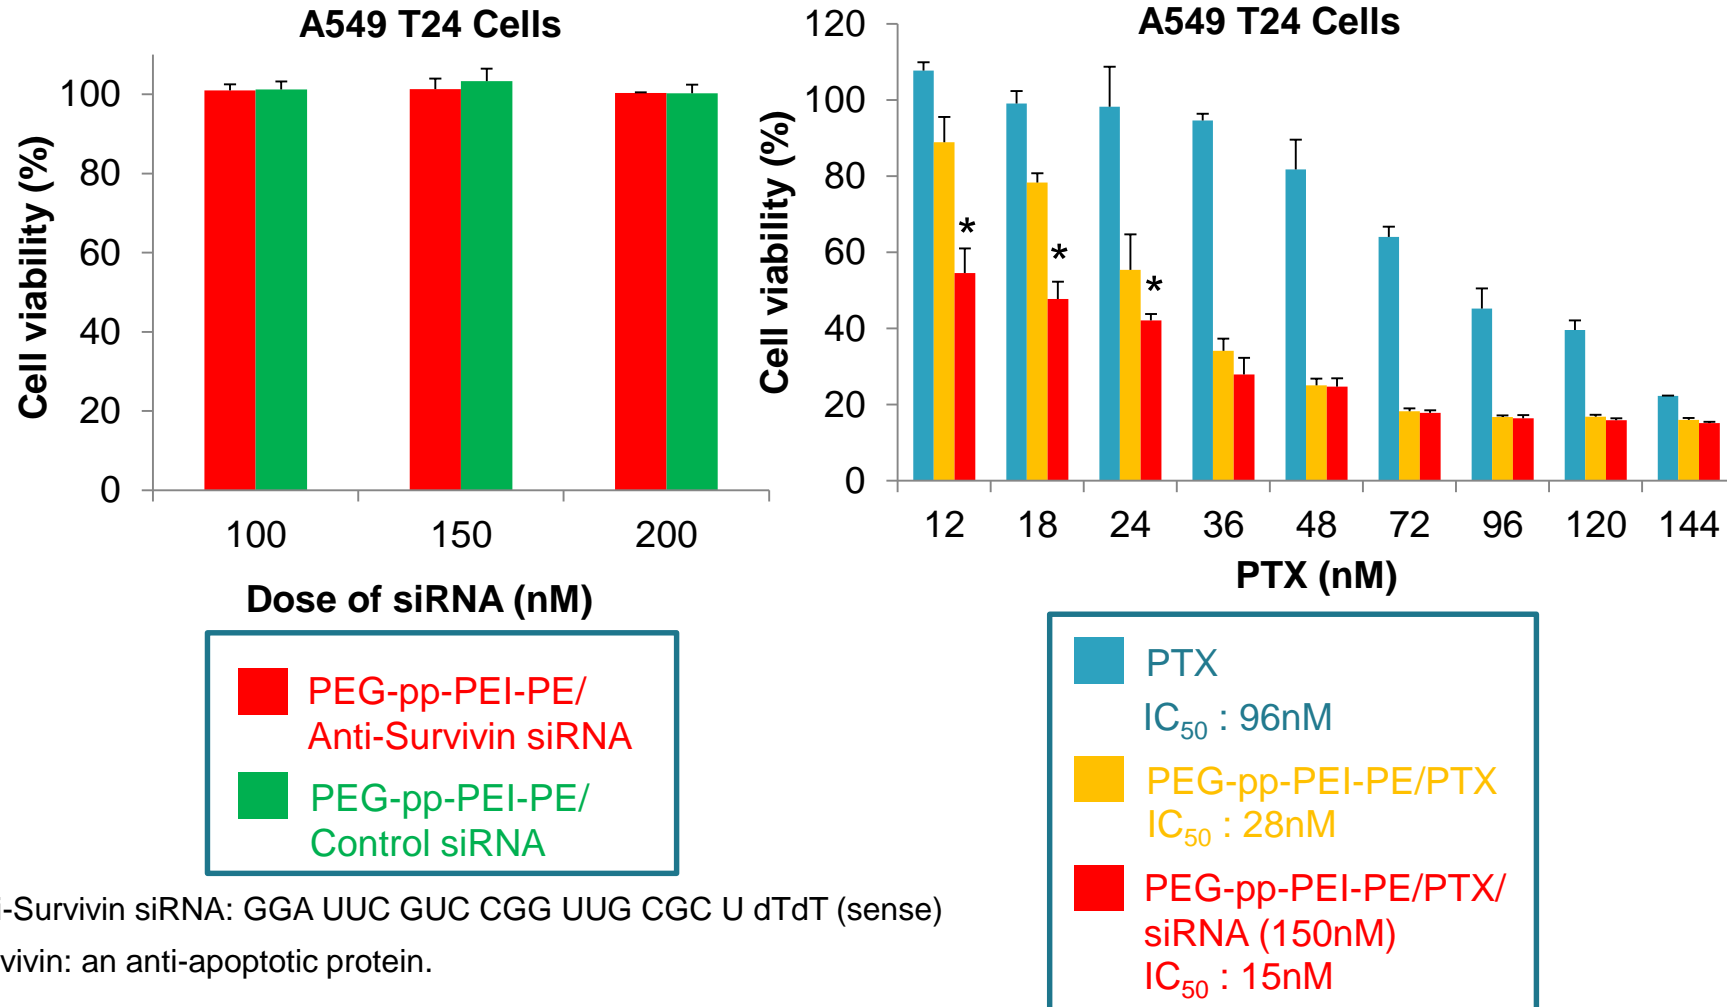 A549 T24 Cells
Cell viability (%)
100
80
60
40
20
0
100 150 200
Dose of siRNA (nM)
PEG-pp-PEI-PE/
Anti-Survivin siRNA
PEG-pp-PEI-PE/
Control siRNA
A549 T24 Cells
Cell viability (%)
120
100
80
60
40
20
0
* * *
12 18 24 36 48 72 96 120 144
PTX (nM)
PTX
IC50 : 96nM
PEG-pp-PEI-PE/PTX
IC50 : 28nM
PEG-pp-PEI-PE/PTX/
siRNA (150nM)
IC50 : 15nM
i-Survivin siRNA: GGA UUC GUC CGG UUG CGC U dTdT (sense)
vivin: an anti-apoptotic protein.